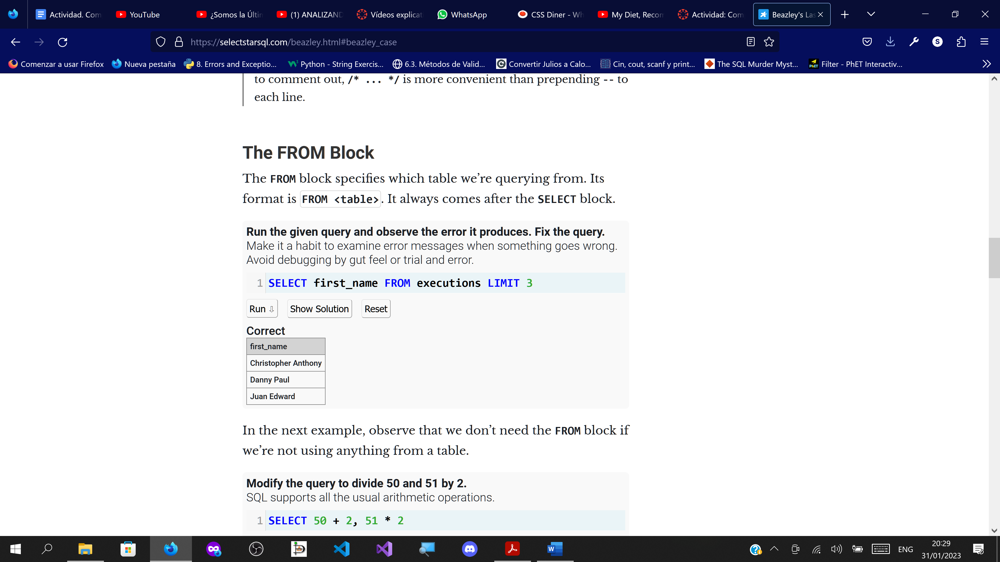 Actividad. Com
YouTube
¿Somos la Últin
(1) ANALIZAND
Vídeos explicat
WhatsApp
CSS Diner - Wh
My Diet, Recom
Actividad: Com
Beazley's Las
https://selectstarsql.com/beazley.html#beazley_case
Comenzar a usar Firefox
Nueva pestaña
8. Errors and Exceptio...
Python - String Exercis...
6.3. Métodos de Valid...
Convertir Julios a Calo...
Cin, cout, scanf y print...
The SQL Murder Myst...
Filter - PhET Interactiv...
to comment out, /* ... */ is more convenient than prepending -- to
each line.
The FROM Block
The FROM block specifies which table we’re querying from. Its
format is FROM <table>. It always comes after the SELECT block.
Run the given query and observe the error it produces. Fix the query.
Make it a habit to examine error messages when something goes wrong.
Avoid debugging by gut feel or trial and error.
1 SELECT first_name FROM executions LIMIT 3
Run ⇩ Show Solution Reset
Correct
first_name
Christopher Anthony
Danny Paul
Juan Edward
In the next example, observe that we don’t need the FROM block if
we’re not using anything from a table.
Modify the query to divide 50 and 51 by 2.
SQL supports all the usual arithmetic operations.
1 SELECT 50 + 2, 51 * 2
ENG
20:29
31/01/2023